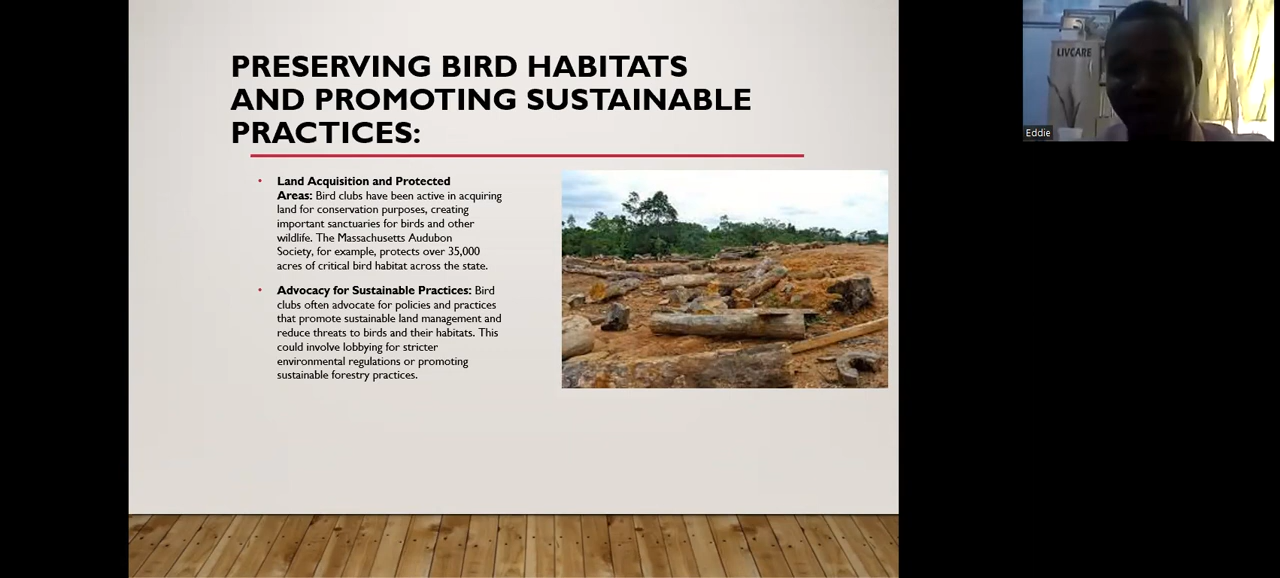 PRESERVING BIRD HABITATS
AND PROMOTING SUSTAINABLE
PRACTICES:
• Land Acquisition and Protected
Areas: Bird clubs have been active in acquiring
land for conservation purposes, creating
important sanctuaries for birds and other
wildlife. The Massachusetts Audubon
Society, for example, protects over 35,000
acres of critical bird habitat across the state.
• Advocacy for Sustainable Practices: Bird
clubs often advocate for policies and practices
that promote sustainable land management and
reduce threats to birds and their habitats. This
could involve lobbying for stricter
environmental regulations or promoting
sustainable forestry practices.
LIVCARE
Eddie